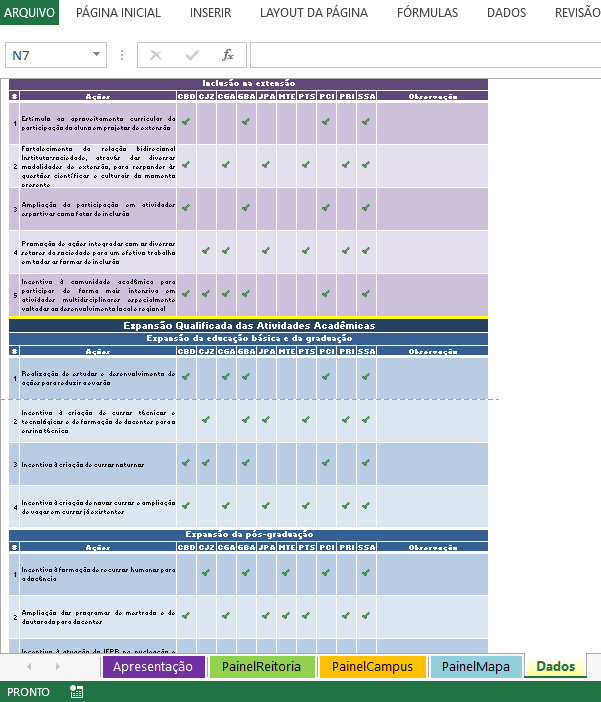 ARQUIVO PÁGINA INICIAL INSERIR LAYOUT DA PÁGINA FÓRMULAS DADOS REVISÃO
N7 fx
Inclusão na extensão
# Ações CBD CJZ CGA GBA JPA MTE PTS PCI PRI SSA Observação
1 Estímulo ao aproveitamento curricular da
participação do aluno em projetos de extensão
Fortalecimento da relação bidirecional
Instituto-sociedade, através das diversas
2 modalidades de extensão, para responder às
questões científicas e culturais do momento
presente
3 Ampliação da participação em atividades
esportivas como fator de inclusão
Promoção de ações integradas com os diversos
4 setores da sociedade para um efetivo trabalho
em todas as formas de inclusão
Incentivo à comunidade acadêmica para
participar de forma mais intensiva em
5 atividades multidisciplinares especialmente
voltadas ao desenvolvimento local e regional
Expansão Qualificada das Atividades Acadêmicas
Expansão da educação básica e da graduação
# Ações CBD CJZ CGA GBA JPA MTE PTS PCI PRI SSA Observação
1 Realização de estudos e desenvolvimento de
ações para reduzir a evasão
Incentivo à criação de cursos técnicos e
2 tecnológicos e de formação de docentes para o
ensino técnico
3 Incentivo à criação de cursos noturnos
4 Incentivo à criação de novos cursos e ampliação
de vagas em cursos já existentes
Expansão da pós-graduação
# Ações CBD CJZ CGA GBA JPA MTE PTS PCI PRI SSA Observação
1 Incentivo à formação de recursos humanos para
a docência
2 Ampliação dos programas de mestrado e de
doutorado para docentes
Incentivo à atuação do IFPB na
Apresentação PainelReitoria PainelCampus PainelMapa Dados
PRONTO